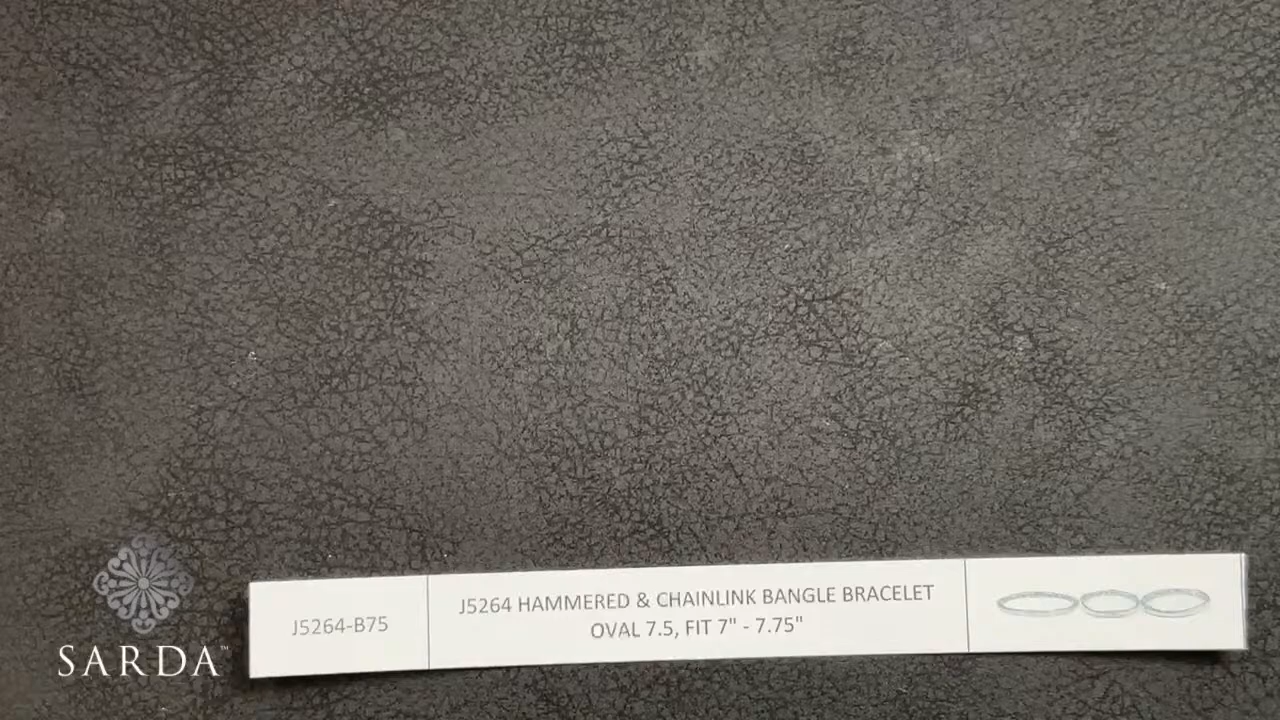 J5264-B75
J5264 HAMMERED & CHAINLINK BANGLE BRACELET
OVAL 7.5, FIT 7" - 7.75"
SARDA™